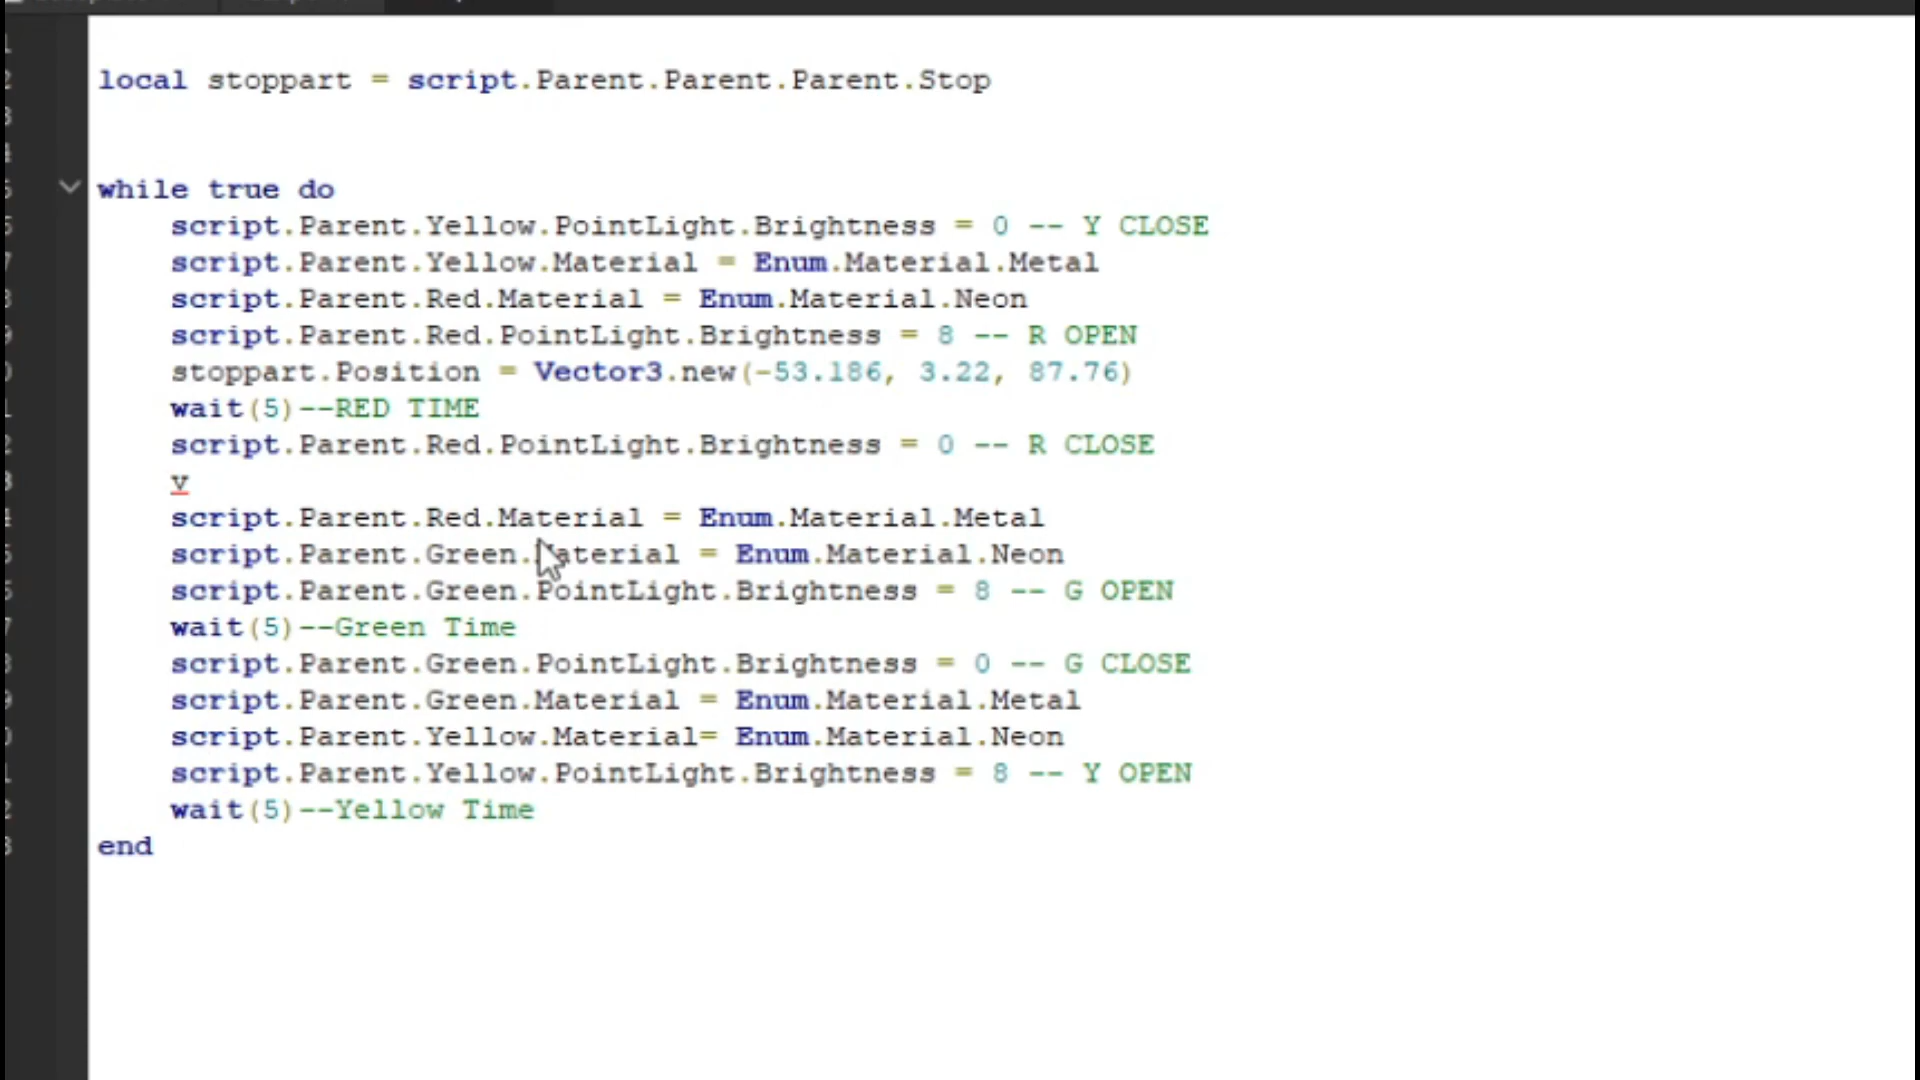 local stoppart = script.Parent.Parent.Parent.Stop
while true do
script.Parent.Yellow.PointLight.Brightness = 0 -- Y CLOSE
script.Parent.Yellow.Material = Enum.Material.Metal
script.Parent.Red.Material = Enum.Material.Neon
script.Parent.Red.PointLight.Brightness = 8 -- R OPEN
stoppart.Position = Vector3.new(-53.186, 3.22, 87.76)
wait(5)--RED TIME
script.Parent.Red.PointLight.Brightness = 0 -- R CLOSE
v
script.Parent.Red.Material = Enum.Material.Metal
script.Parent.Green.Material = Enum.Material.Neon
script.Parent.Green.PointLight.Brightness = 8 -- G OPEN
wait(5)--Green Time
script.Parent.Green.PointLight.Brightness = 0 -- G CLOSE
script.Parent.Green.Material = Enum.Material.Metal
script.Parent.Yellow.Material= Enum.Material.Neon
script.Parent.Yellow.PointLight.Brightness = 8 -- Y OPEN
wait(5)--Yellow Time
end